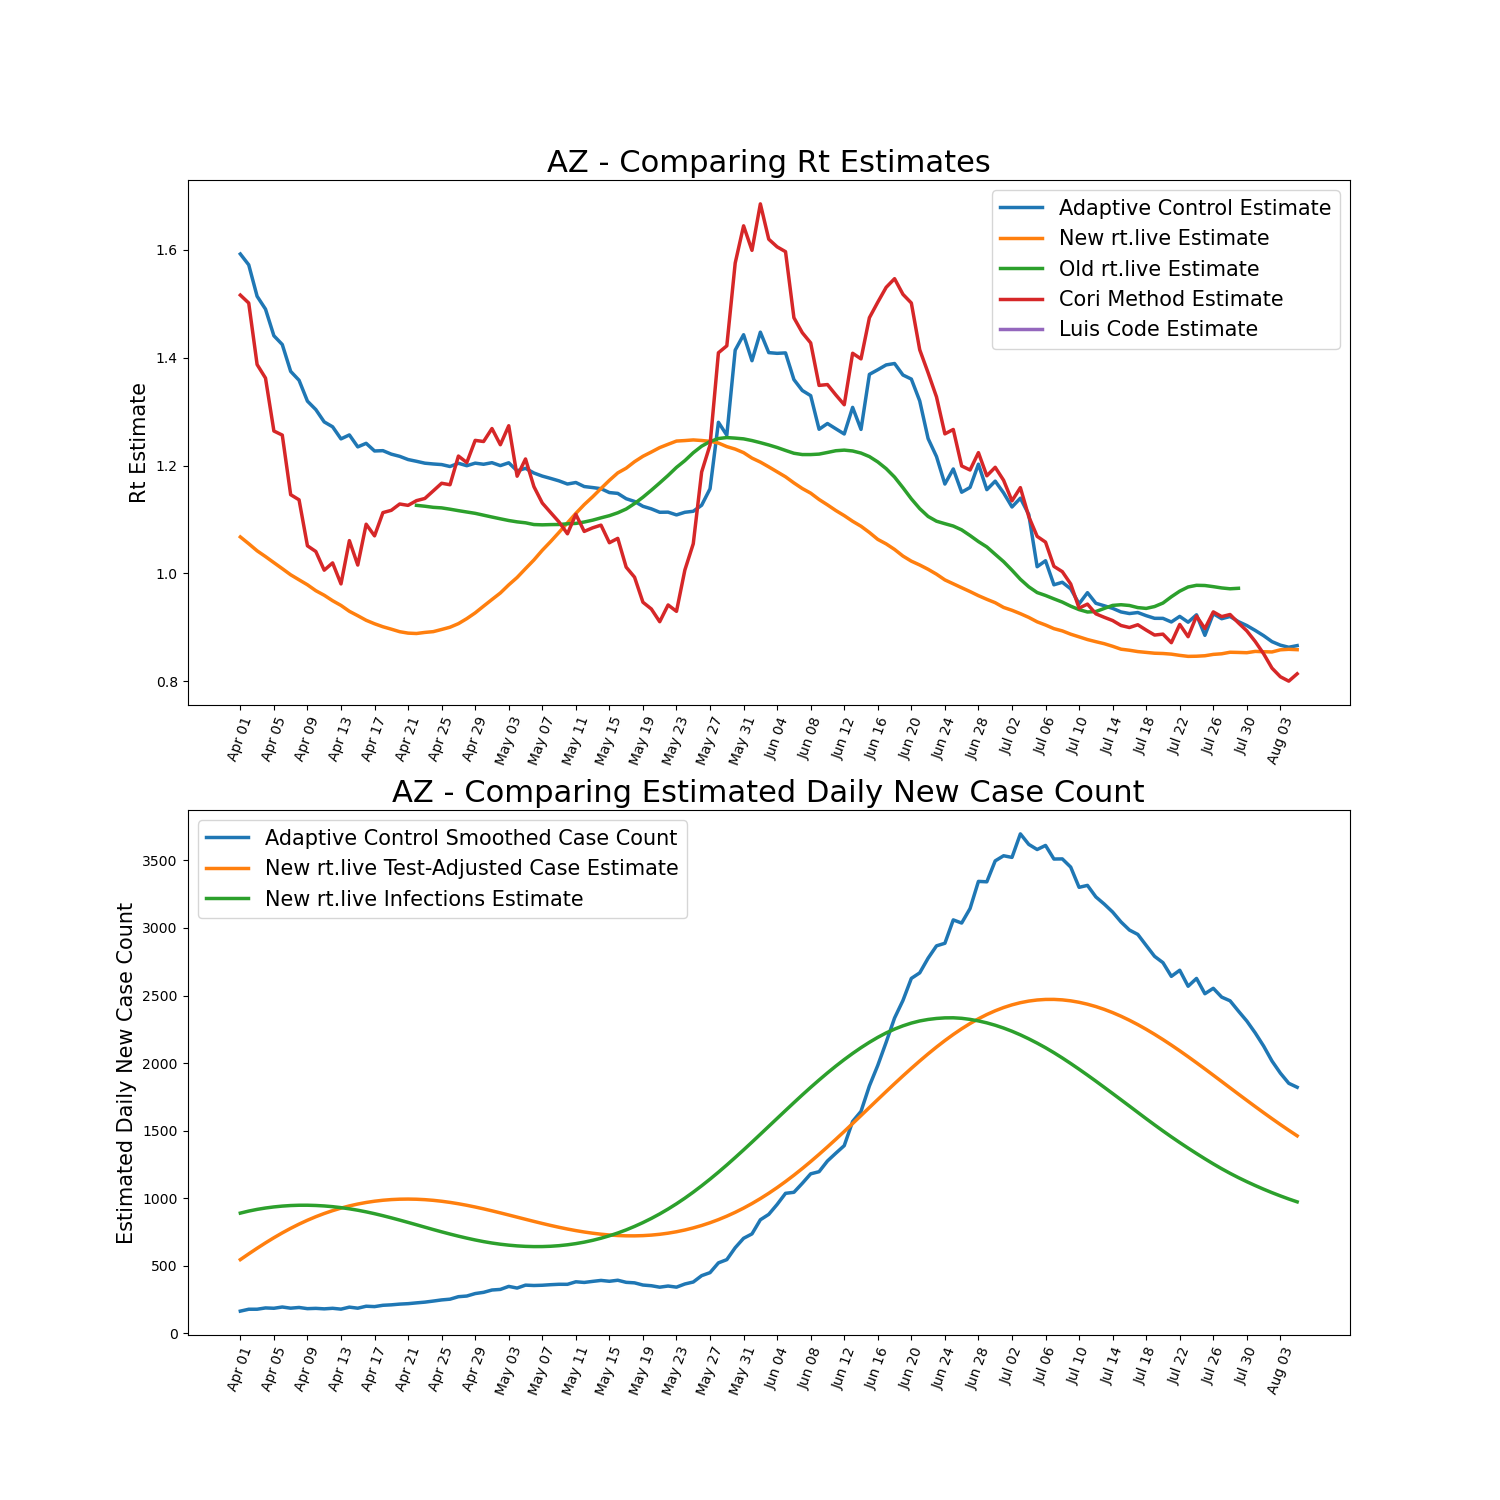 AZ - Comparing Rt Estimates
Rt Estimate
1.6
1.4
1.2
1.0
0.8
Adaptive Control Estimate
New rt.live Estimate
Old rt.live Estimate
Cori Method Estimate
Luis Code Estimate
Apr 01
Apr 05
Apr 09
Apr 13
Apr 17
Apr 21
Apr 25
Apr 29
May 03
May 07
May 11
May 15
May 19
May 23
May 27
May 31
Jun 04
Jun 08
Jun 12
Jun 16
Jun 20
Jun 24
Jun 28
Jul 02
Jul 06
Jul 10
Jul 14
Jul 18
Jul 22
Jul 26
Jul 30
Aug 03
AZ - Comparing Estimated Daily New Case Count
Estimated Daily New Case Count
3500
3000
2500
2000
1500
1000
500
0
Adaptive Control Smoothed Case Count
New rt.live Test-Adjusted Case Estimate
New rt.live Infections Estimate
Apr 01
Apr 05
Apr 09
Apr 13
Apr 17
Apr 21
Apr 25
Apr 29
May 03
May 07
May 11
May 15
May 19
May 23
May 27
May 31
Jun 04
Jun 08
Jun 12
Jun 16
Jun 20
Jun 24
Jun 28
Jul 02
Jul 06
Jul 10
Jul 14
Jul 18
Jul 22
Jul 26
Jul 30
Aug 03